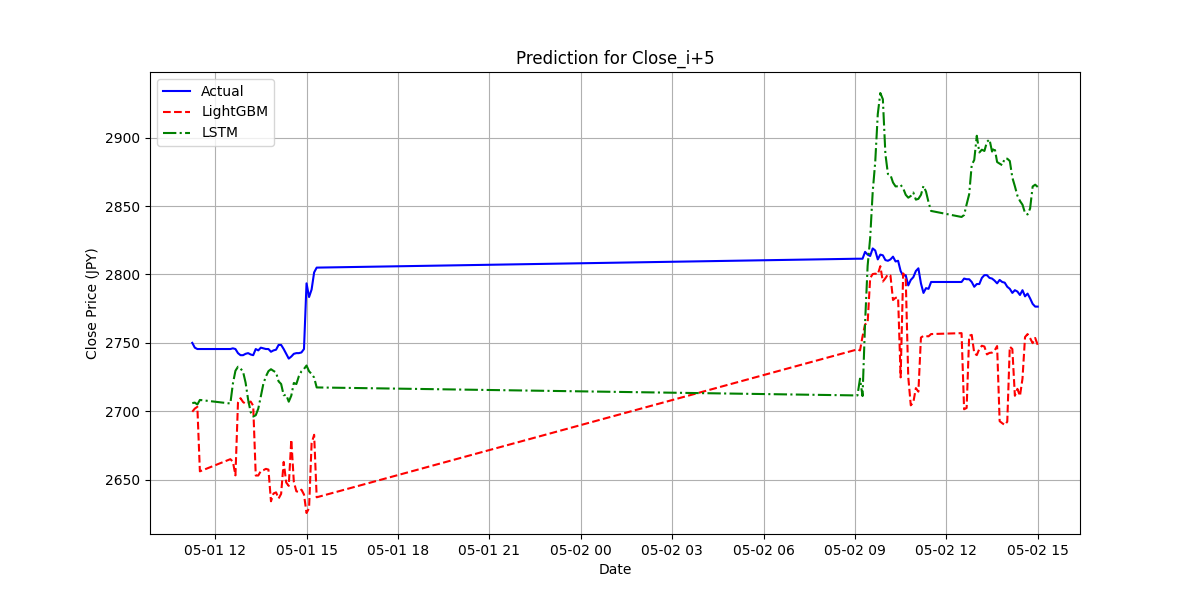 Prediction for Close_i+5
Actual
LightGBM
LSTM
Close Price (JPY)
2900
2850
2800
2750
2700
2650
05-01 12
05-01 15
05-01 18
05-01 21
05-02 00
05-02 03
05-02 06
05-02 09
05-02 12
05-02 15
Date